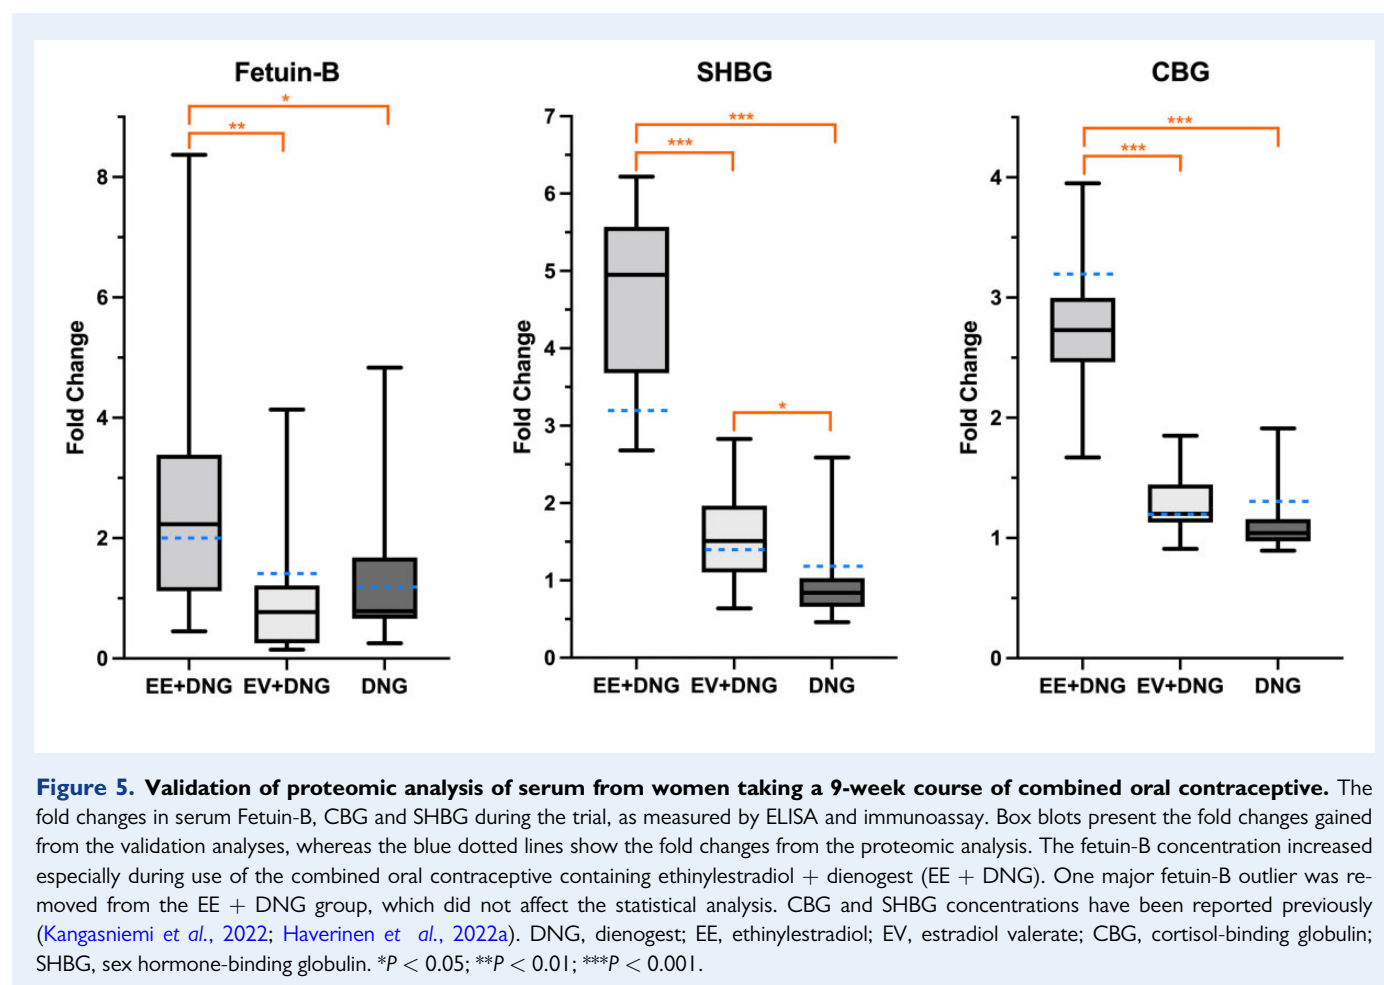 Fetuin-B
*
**
8
6
4
2
0
Fold Change
EE+DNG EV+DNG DNG
SHBG
***
***
*
7
6
5
4
3
2
1
0
Fold Change
EE+DNG EV+DNG DNG
CBG
***
***
4
3
2
1
0
Fold Change
EE+DNG EV+DNG DNG
Figure 5. Validation of proteomic analysis of serum from women taking a 9-week course of combined oral contraceptive. The
fold changes in serum Fetuin-B, CBG and SHBG during the trial, as measured by ELISA and immunoassay. Box blots present the fold changes gained
from the validation analyses, whereas the blue dotted lines show the fold changes from the proteomic analysis. The fetuin-B concentration increased
especially during use of the combined oral contraceptive containing ethinylestradiol + dienogest (EE + DNG). One major fetuin-B outlier was re-
moved from the EE + DNG group, which did not affect the statistical analysis. CBG and SHBG concentrations have been reported previously
(Kangasniemi et al., 2022; Haverinen et al., 2022a). DNG, dienogest; EE, ethinylestradiol; EV, estradiol valerate; CBG, cortisol-binding globulin;
SHBG, sex hormone-binding globulin. *P < 0.05; **P < 0.01; ***P < 0.001.